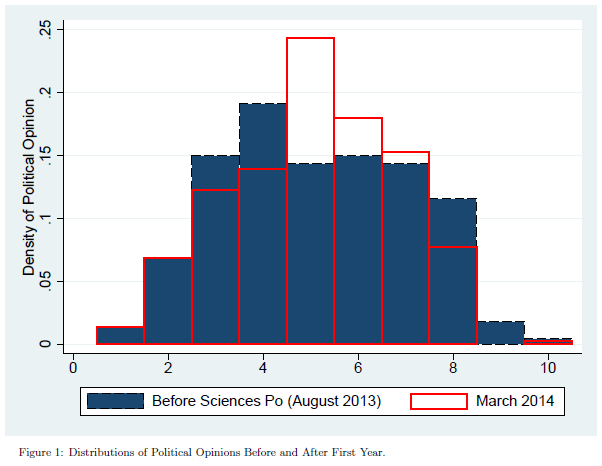 Density of Political Opinion
.25
.2
.15
.1
.05
0
0 2 4 6 8 10
Before Sciences Po (August 2013) March 2014
Figure 1: Distributions of Political Opinions Before and After First Year.